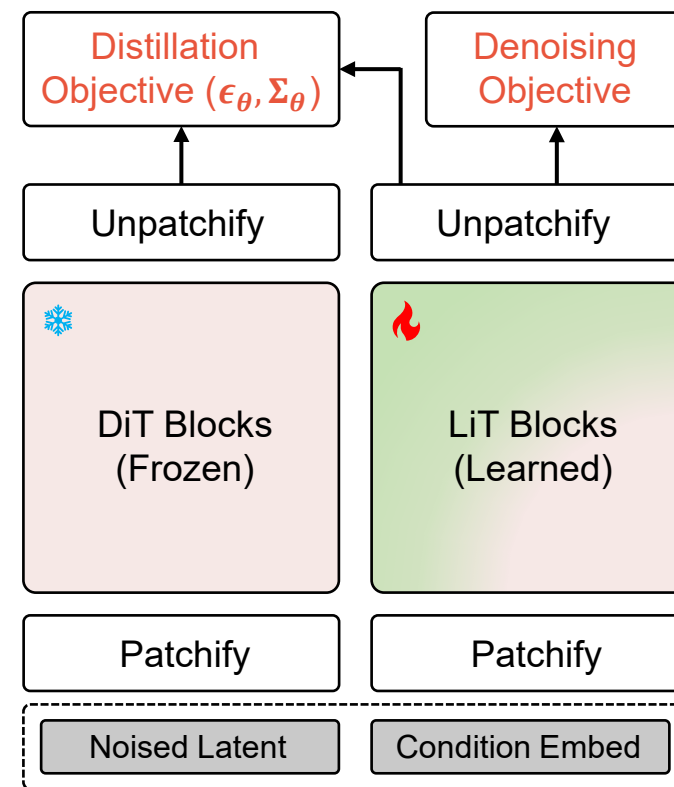 Distillation
Objective (ϵθ, Σθ)
Denoising
Objective
Unpatchify
Unpatchify
DiT Blocks
(Frozen)
LiT Blocks
(Learned)
Patchify
Patchify
Noised Latent
Condition Embed